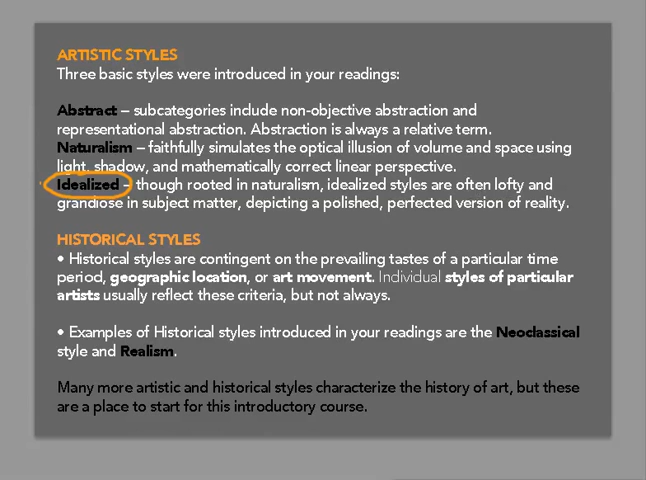 ARTISTIC STYLES
Three basic styles were introduced in your readings:
Abstract – subcategories include non-objective abstraction and
representational abstraction. Abstraction is always a relative term.
Naturalism – faithfully simulates the optical illusion of volume and space using
light, shadow, and mathematically correct linear perspective.
Idealized – though rooted in naturalism, idealized styles are often lofty and
grandiose in subject matter, depicting a polished, perfected version of reality.
HISTORICAL STYLES
• Historical styles are contingent on the prevailing tastes of a particular time
period, geographic location, or art movement. Individual styles of particular
artists usually reflect these criteria, but not always.
• Examples of Historical styles introduced in your readings are the Neoclassical
style and Realism.
Many more artistic and historical styles characterize the history of art, but these
are a place to start for this introductory course.